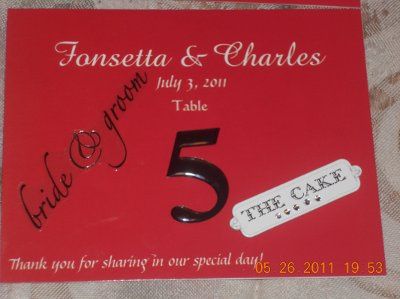 Fonsetta & Charles
July 3, 2011
Table
bride & groom
5
THE CAKE
Thank you for sharing in our special day!
05.26.2011 19 53